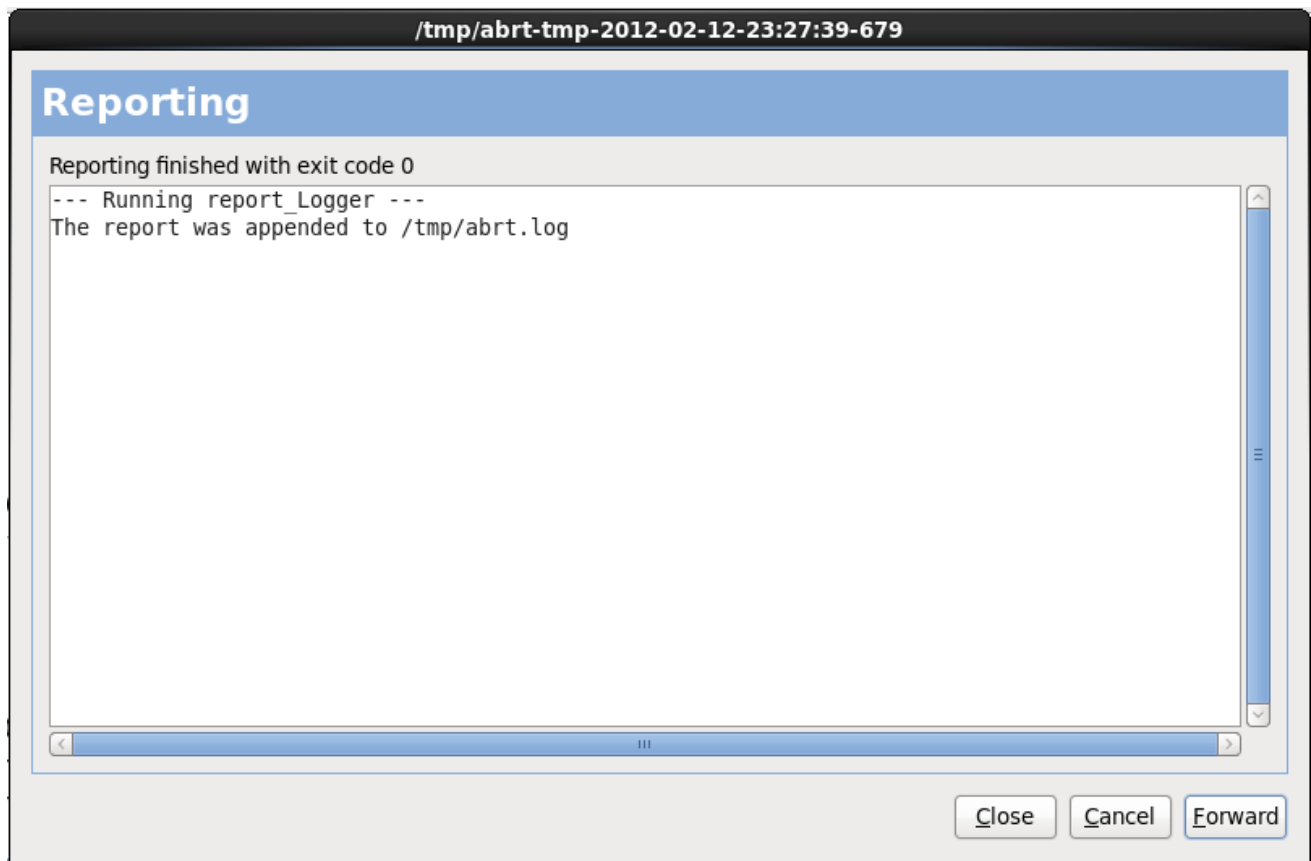 /tmp/abrt-tmp-2012-02-12-23:27:39-679
Reporting
Reporting finished with exit code 0
--- Running report_Logger ---
The report was appended to /tmp/abrt.log
Close Cancel Forward